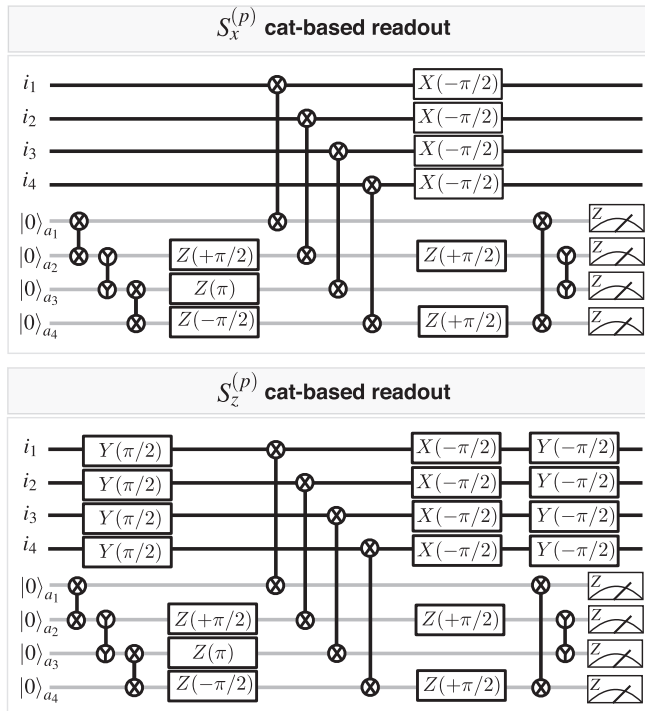 S_x^{(p)} cat-based readout
i_1 X(−π/2)
i_2 X(−π/2)
i_3 X(−π/2)
i_4 X(−π/2)
|0⟩_{a_1} Z
|0⟩_{a_2} Z(+π/2) Z(+π/2) Z
|0⟩_{a_3} Z(π) Z
|0⟩_{a_4} Z(−π/2) Z(+π/2) Z
S_z^{(p)} cat-based readout
i_1 Y(π/2) X(−π/2) Y(−π/2)
i_2 Y(π/2) X(−π/2) Y(−π/2)
i_3 Y(π/2) X(−π/2) Y(−π/2)
i_4 Y(π/2) X(−π/2) Y(−π/2)
|0⟩_{a_1} Z
|0⟩_{a_2} Z(+π/2) Z(+π/2) Z
|0⟩_{a_3} Z(π) Z
|0⟩_{a_4} Z(−π/2) Z(+π/2) Z